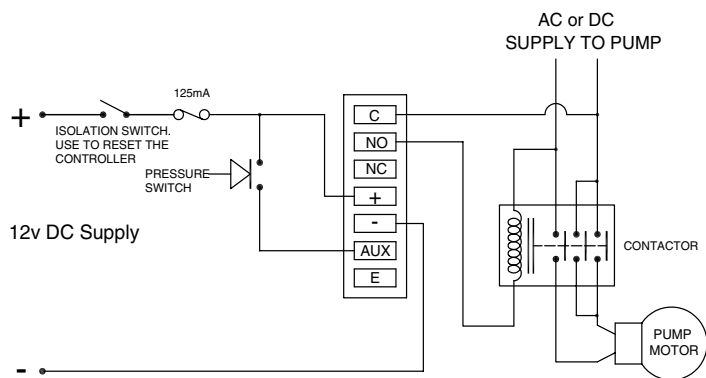 AC or DC
SUPPLY TO PUMP
125mA
+
ISOLATION SWITCH.
USE TO RESET THE
CONTROLLER
PRESSURE
SWITCH
C
NO
NC
+
-
AUX
E
12v DC Supply
CONTACTOR
PUMP
MOTOR
-